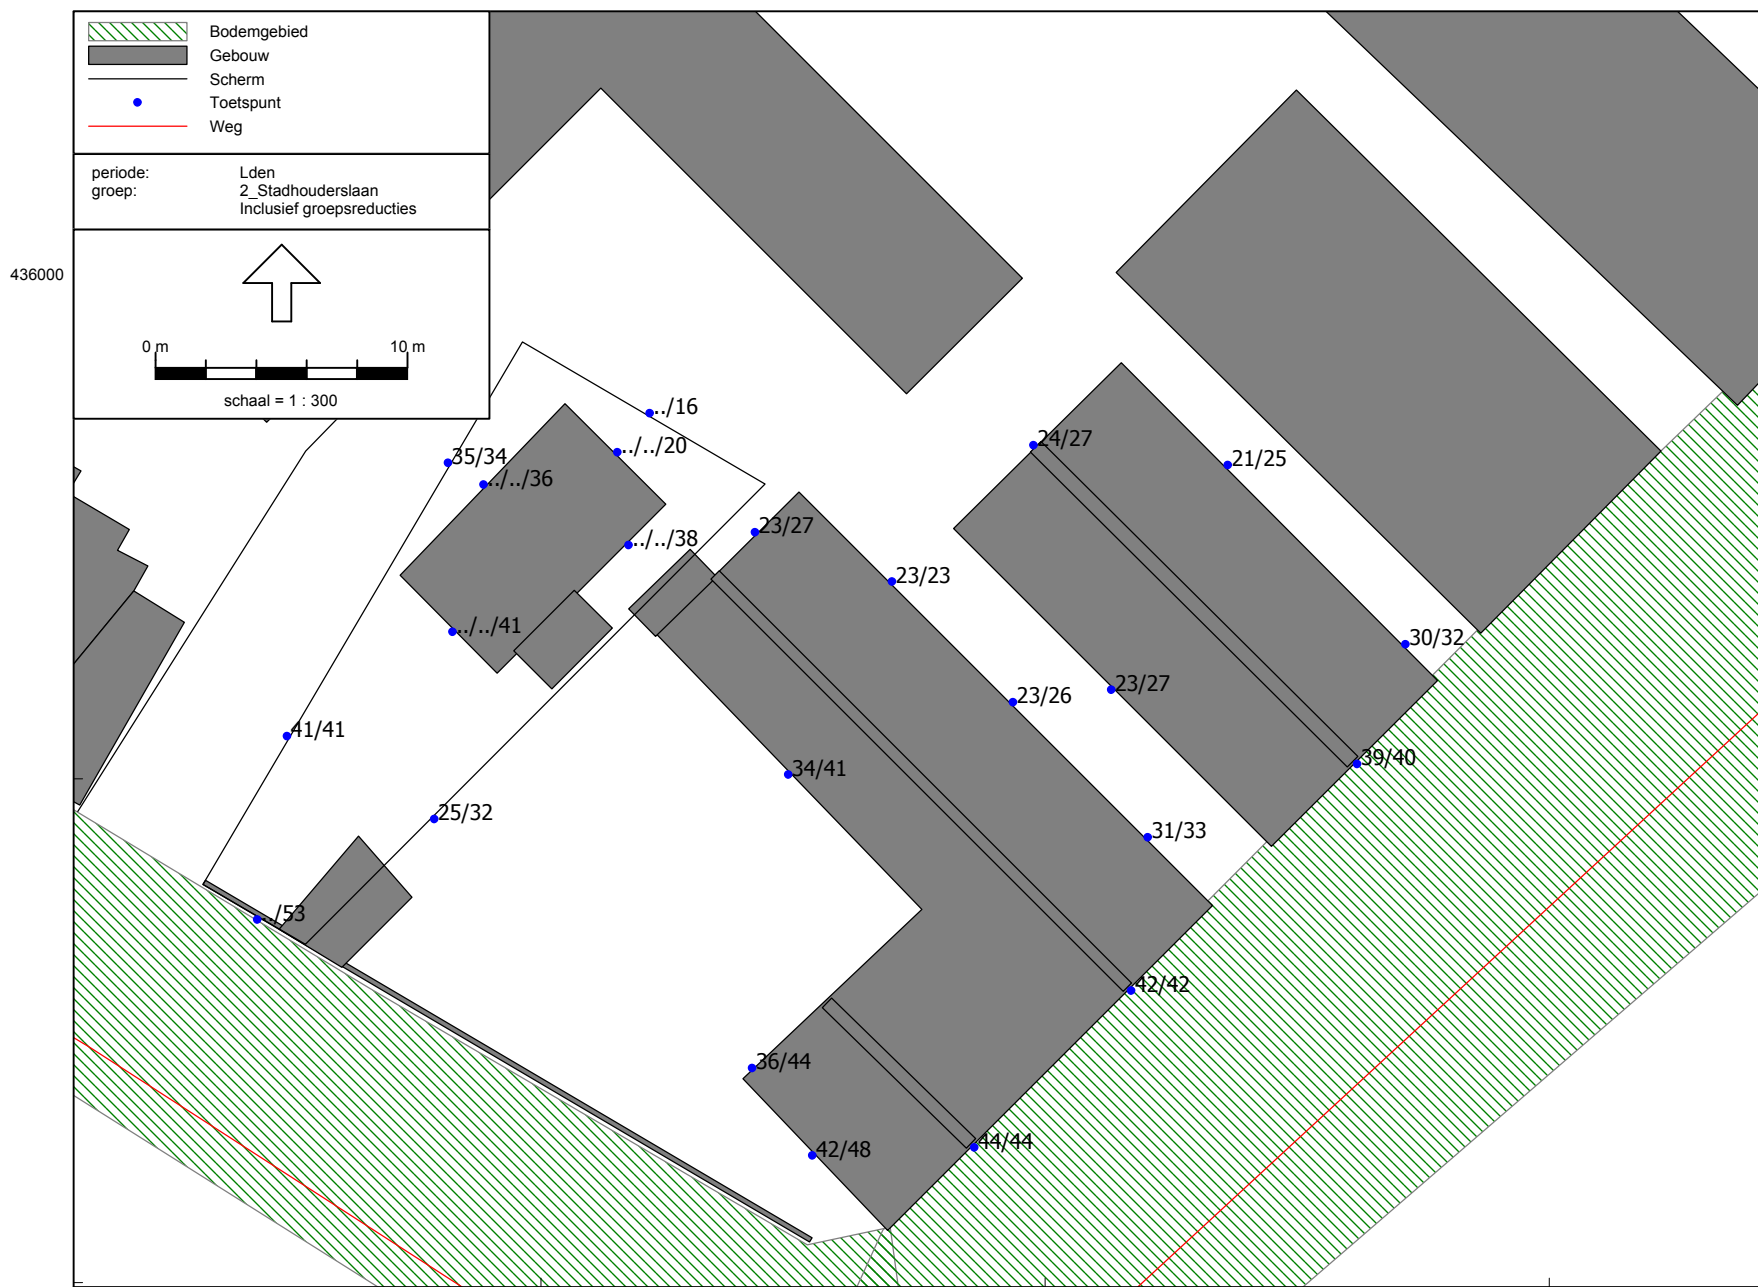 Bodemgebied
Gebouw
Scherm
Toetspunt
Weg
periode: Lden
groep: 2_Stadhouderslaan
Inclusief groepsreducties
436000
0 m 10 m
schaal = 1 : 300
../16
../../20
35/34
../../36
24/27
21/25
23/27
../../38
23/23
../../41
30/32
23/27
23/26
41/41
39/40
34/41
25/32
31/33
../53
42/42
36/44
42/48
44/44